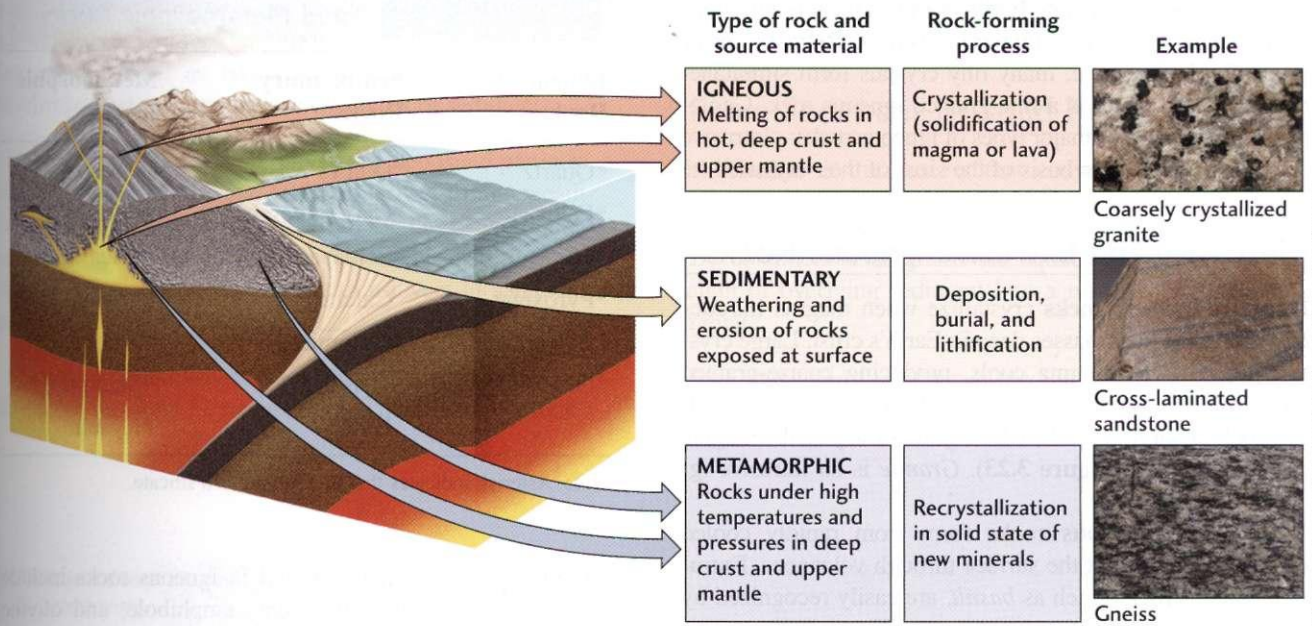 Type of rock and
source material
Rock-forming
process
Example
IGNEOUS
Melting of rocks in
hot, deep crust and
upper mantle
Crystallization
(solidification of
magma or lava)
Coarsely crystallized
granite
SEDIMENTARY
Weathering and
erosion of rocks
exposed at surface
Deposition,
burial, and
lithification
Cross-laminated
sandstone
METAMORPHIC
Rocks under high
temperatures and
pressures in deep
crust and upper
mantle
Recrystallization
in solid state of
new minerals
Gneiss